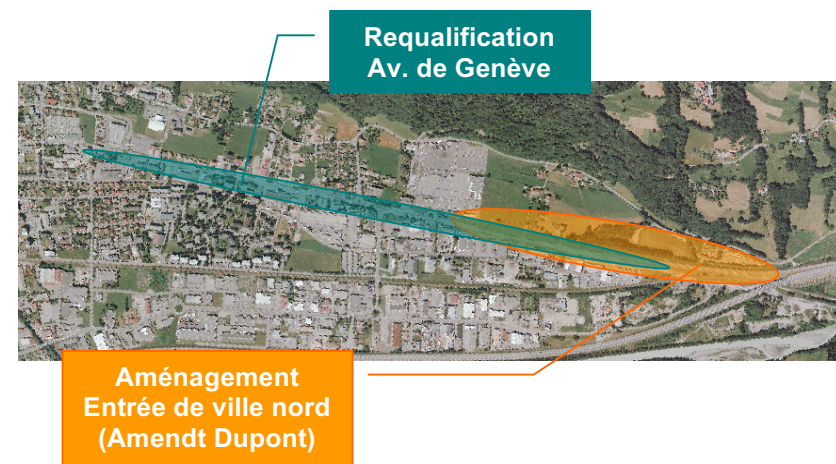 Requalification
Av. de Genève
Aménagement
Entrée de ville nord
(Amendt Dupont)